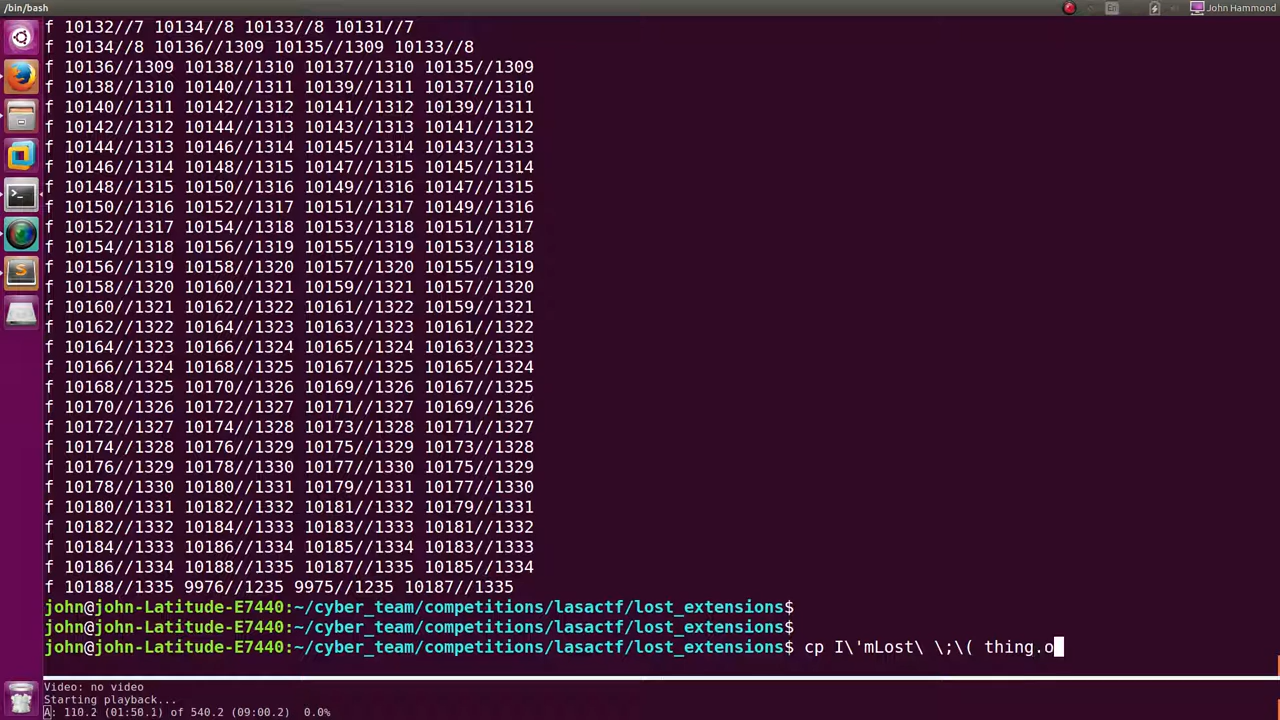 /bin/bash
En
John Hammond
f 10132//7 10134//8 10133//8 10131//7
f 10134//8 10136//1309 10135//1309 10133//8
f 10136//1309 10138//1310 10137//1310 10135//1309
f 10138//1310 10140//1311 10139//1311 10137//1310
f 10140//1311 10142//1312 10141//1312 10139//1311
f 10142//1312 10144//1313 10143//1313 10141//1312
f 10144//1313 10146//1314 10145//1314 10143//1313
f 10146//1314 10148//1315 10147//1315 10145//1314
f 10148//1315 10150//1316 10149//1316 10147//1315
f 10150//1316 10152//1317 10151//1317 10149//1316
f 10152//1317 10154//1318 10153//1318 10151//1317
f 10154//1318 10156//1319 10155//1319 10153//1318
f 10156//1319 10158//1320 10157//1320 10155//1319
f 10158//1320 10160//1321 10159//1321 10157//1320
f 10160//1321 10162//1322 10161//1322 10159//1321
f 10162//1322 10164//1323 10163//1323 10161//1322
f 10164//1323 10166//1324 10165//1324 10163//1323
f 10166//1324 10168//1325 10167//1325 10165//1324
f 10168//1325 10170//1326 10169//1326 10167//1325
f 10170//1326 10172//1327 10171//1327 10169//1326
f 10172//1327 10174//1328 10173//1328 10171//1327
f 10174//1328 10176//1329 10175//1329 10173//1328
f 10176//1329 10178//1330 10177//1330 10175//1329
f 10178//1330 10180//1331 10179//1331 10177//1330
f 10180//1331 10182//1332 10181//1332 10179//1331
f 10182//1332 10184//1333 10183//1333 10181//1332
f 10184//1333 10186//1334 10185//1334 10183//1333
f 10186//1334 10188//1335 10185//1335 10185//1334
f 10188//1335 9976//1235 9975//1235 10187//1335
john@john-Latitude-E7440:~/cyber_team/competitions/lasactf/lost_extensions$
john@john-Latitude-E7440:~/cyber_team/competitions/lasactf/lost_extensions$
john@john-Latitude-E7440:~/cyber_team/competitions/lasactf/lost_extensions$ cp I\'mLost\ \;\( thing.o
Video: no video
Starting playback...
A: 110.2 (01:50.1) of 540.2 (09:00.2) 0.0%